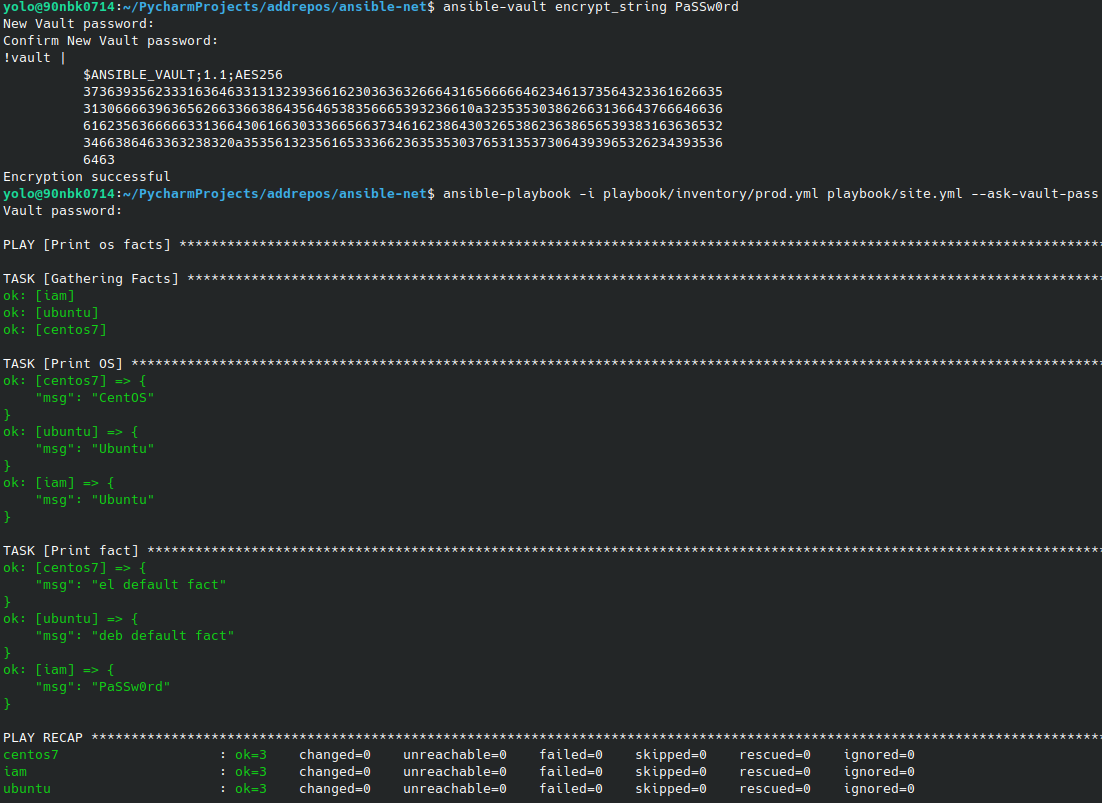 yolo@90nbk0714:~/PycharmProjects/addrepos/ansible-net$ ansible-vault encrypt_string PaSSw0rd
New Vault password:
Confirm New Vault password:
!vault |
          $ANSIBLE_VAULT;1.1;AES256
          37363935623331636463313132393661623036363266643165666664623461373564323361626635
          3130666663963656266336638643564653835666539323661 0a323535303862663136643766646636
          61623563666663313664306166303336656637346162386430326538623638656539383163636532
          3466386463363238320a353561323561653336623635353037653135373064393965326234393536
          6463
Encryption successful
yolo@90nbk0714:~/PycharmProjects/addrepos/ansible-net$ ansible-playbook -i playbook/inventory/prod.yml playbook/site.yml --ask-vault-pass
Vault password:
PLAY [Print os facts] *******************************************************************************************************************
TASK [Gathering Facts] ******************************************************************************************************************
ok: [iam]
ok: [ubuntu]
ok: [centos7]
TASK [Print OS] *************************************************************************************************************************
ok: [centos7] => {
    "msg": "CentOS"
}
ok: [ubuntu] => {
    "msg": "Ubuntu"
}
ok: [iam] => {
    "msg": "Ubuntu"
}
TASK [Print fact] ***********************************************************************************************************************
ok: [centos7] => {
    "msg": "el default fact"
}
ok: [ubuntu] => {
    "msg": "deb default fact"
}
ok: [iam] => {
    "msg": "PaSSw0rd"
}
PLAY RECAP ******************************************************************************************************************************
centos7                    : ok=3    changed=0    unreachable=0    failed=0    skipped=0    rescued=0    ignored=0
iam                        : ok=3    changed=0    unreachable=0    failed=0    skipped=0    rescued=0    ignored=0
ubuntu                     : ok=3    changed=0    unreachable=0    failed=0    skipped=0    rescued=0    ignored=0